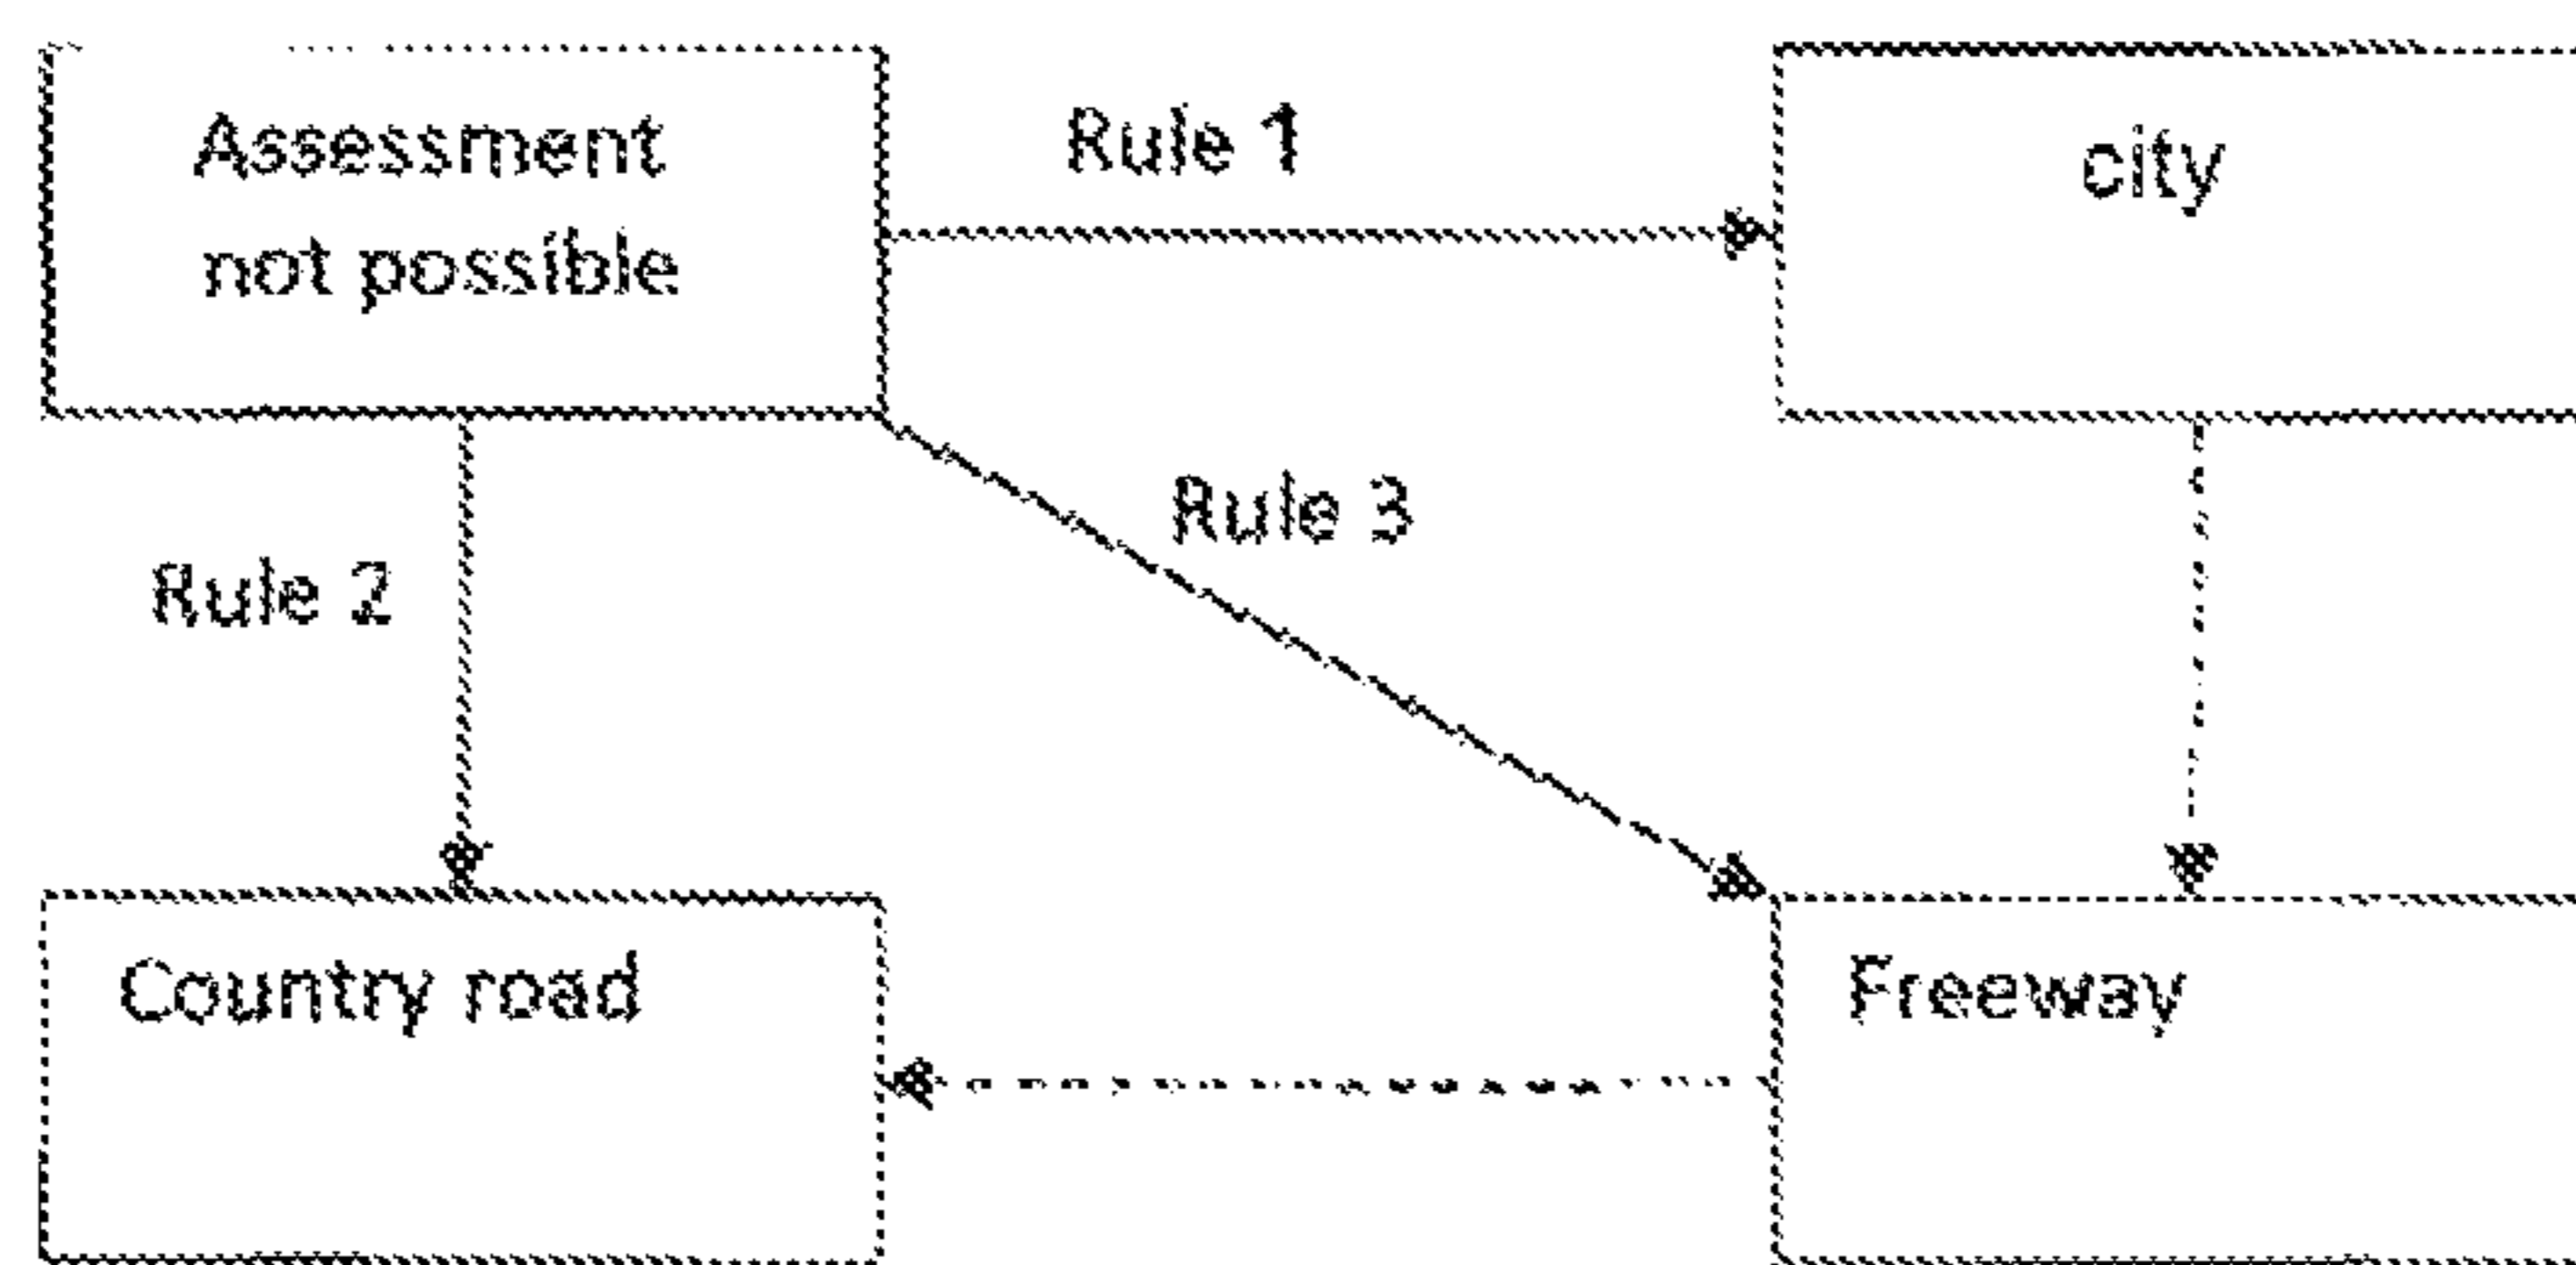 Assessment
not possible
Rule 1
city
Rule 3
Rule 2
Country road
Freeway